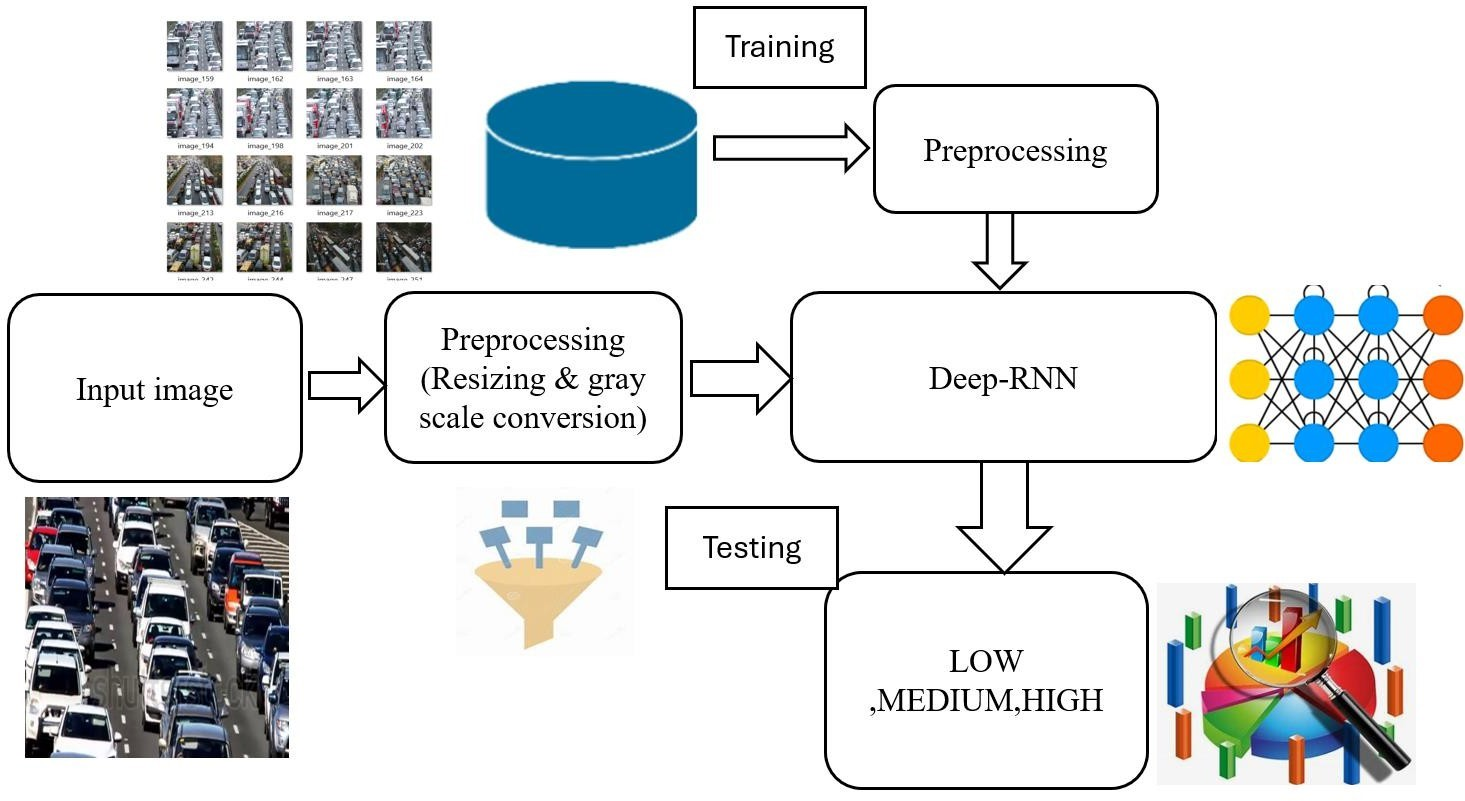 Training
image_159 image_162 image_163 image_164
image_194 image_198 image_201 image_202
image_213 image_216 image_217 image_223
Preprocessing
Input image
Preprocessing
(Resizing & gray
scale conversion)
Deep-RNN
Testing
LOW
,MEDIUM,HIGH